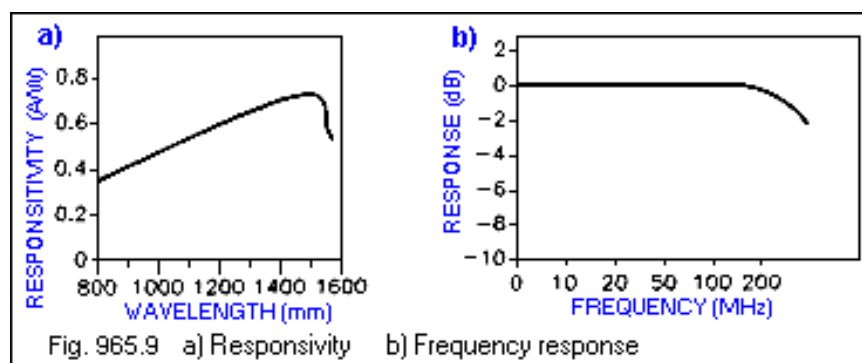 a)
RESPONSITIVITY (A/W)
0.8
0.6
0.4
0.2
0
800 1000 1200 1400 1600
WAVELENGTH (mm)
b)
RESPONSE (dB)
2
0
−2
−4
−6
−8
−10
0 10 20 50 100 200
FREQUENCY (MHz)
Fig. 965.9 a) Responsivity b) Frequency response